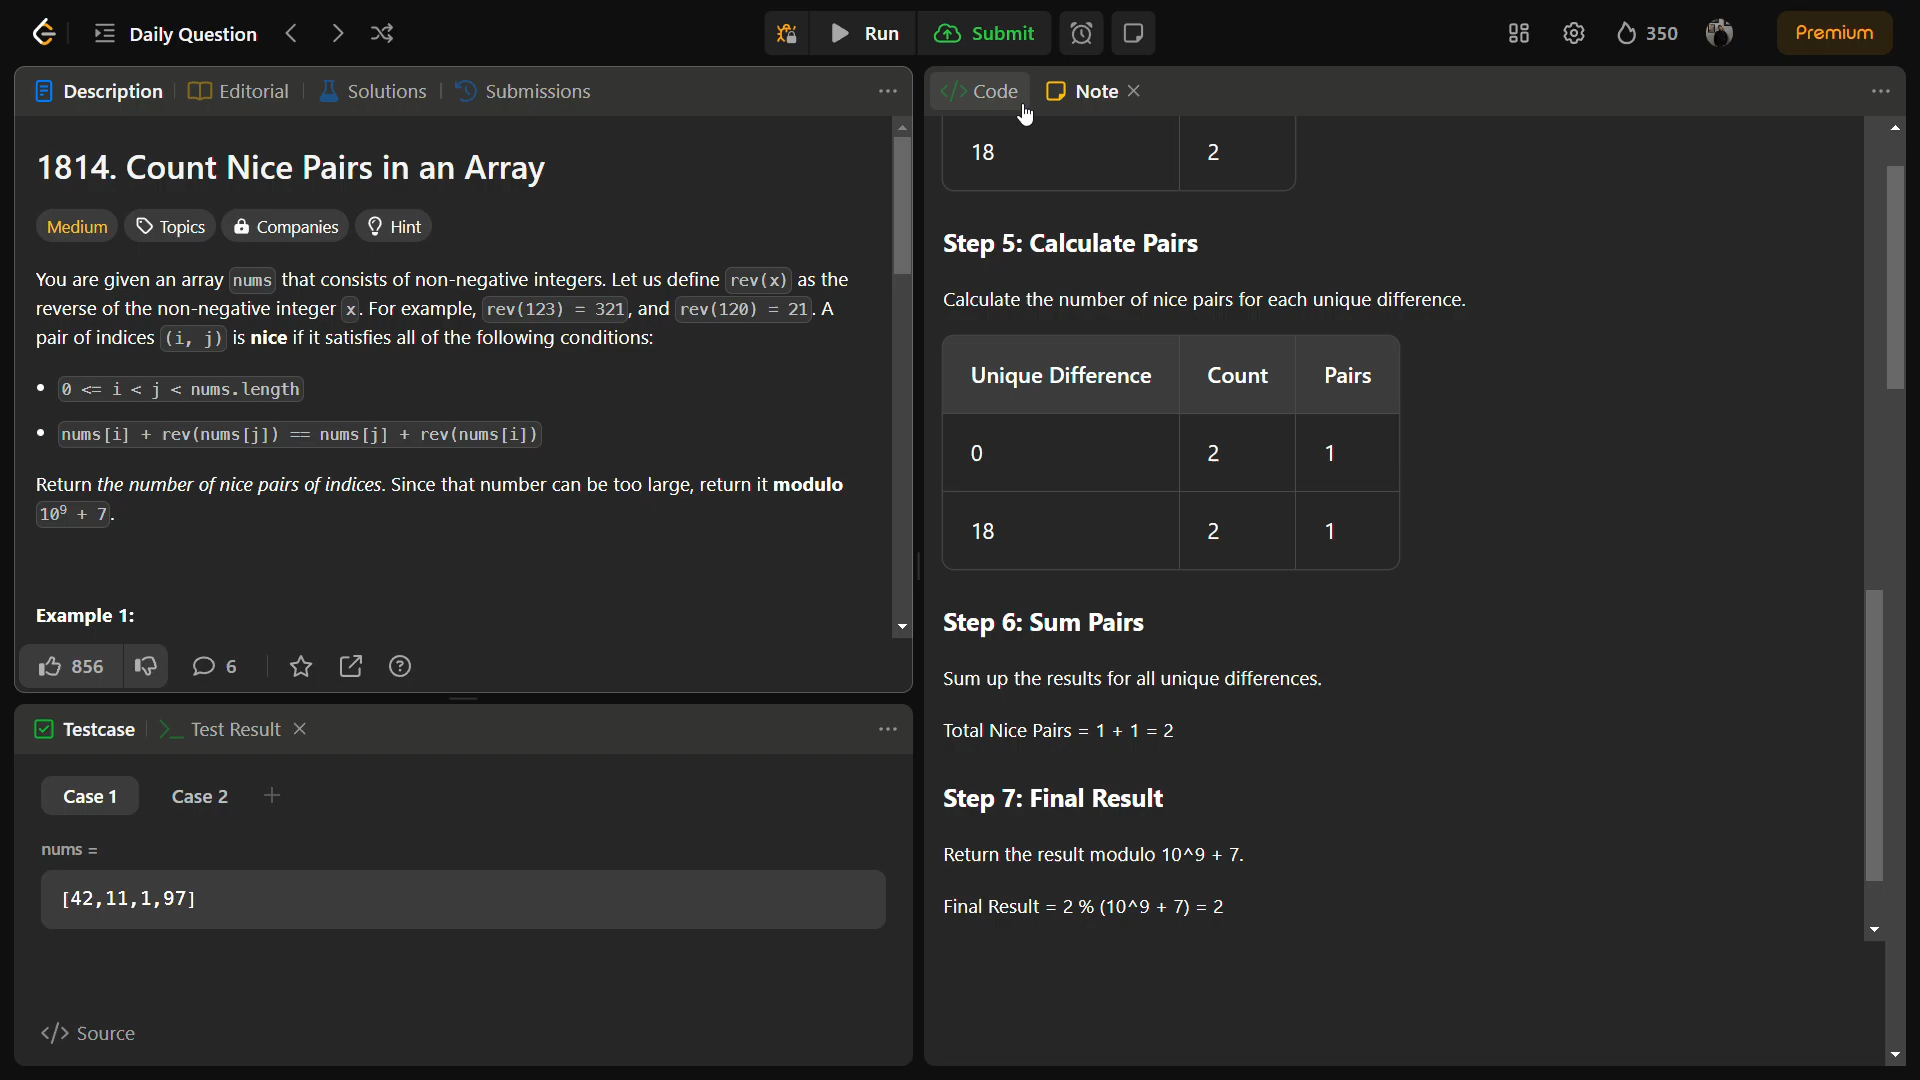 Daily Question
Run
Submit
350
Premium
Description
Editorial
Solutions
Submissions
1814. Count Nice Pairs in an Array
Medium
Topics
Companies
Hint
You are given an array nums that consists of non-negative integers. Let us define rev(x) as the
reverse of the non-negative integer x. For example, rev(123) = 321, and rev(120) = 21. A
pair of indices (i, j) is nice if it satisfies all of the following conditions:
• 0 <= i < j < nums.length
• nums[i] + rev(nums[j]) == nums[j] + rev(nums[i])
Return the number of nice pairs of indices. Since that number can be too large, return it modulo
10⁹ + 7.
Example 1:
856
6
Testcase
Test Result
Case 1
Case 2
nums =
[42,11,1,97]
</> Source
</> Code
Note
18 2
Step 5: Calculate Pairs
Calculate the number of nice pairs for each unique difference.
Unique Difference Count Pairs
0 2 1
18 2 1
Step 6: Sum Pairs
Sum up the results for all unique differences.
Total Nice Pairs = 1 + 1 = 2
Step 7: Final Result
Return the result modulo 10^9 + 7.
Final Result = 2 % (10^9 + 7) = 2